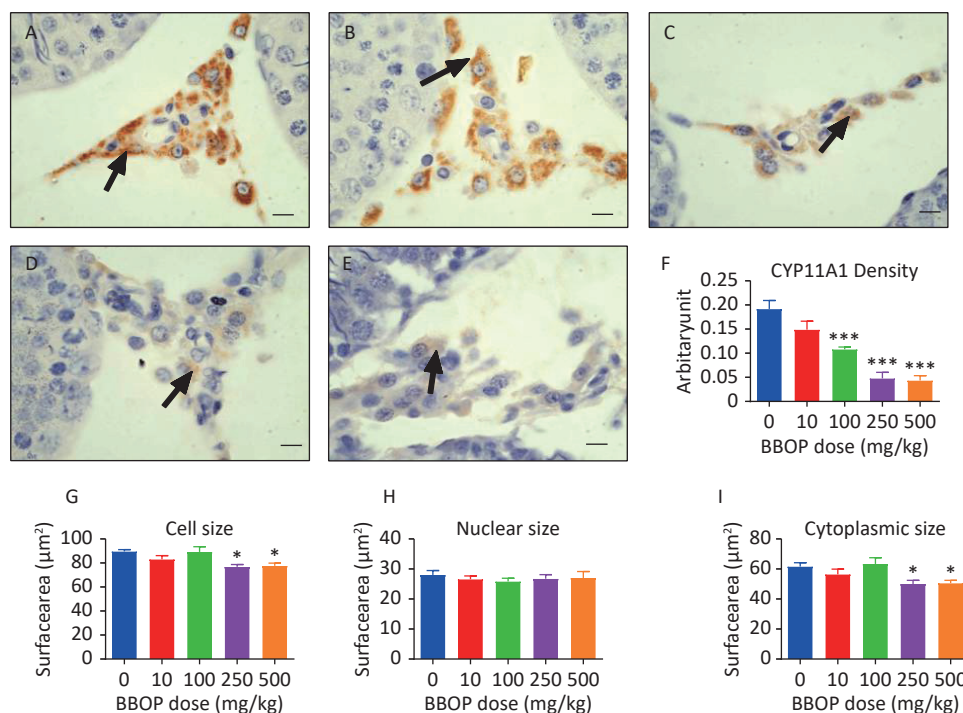 A
B
C
D
E
F
CYP11A1 Density
Arbitaryunit
0.20
0.15
0.10
0.05
0
***
***
***
0
10
100
250
500
BBOP dose (mg/kg)
G
Cell size
Surfacearea (μm²)
100
80
60
40
20
0
*
*
0
10
100
250
500
BBOP dose (mg/kg)
H
Nuclear size
Surfacearea (μm²)
40
30
20
10
0
0
10
100
250
500
BBOP dose (mg/kg)
I
Cytoplasmic size
Surfacearea (μm²)
80
60
40
20
0
*
*
0
10
100
250
500
BBOP dose (mg/kg)